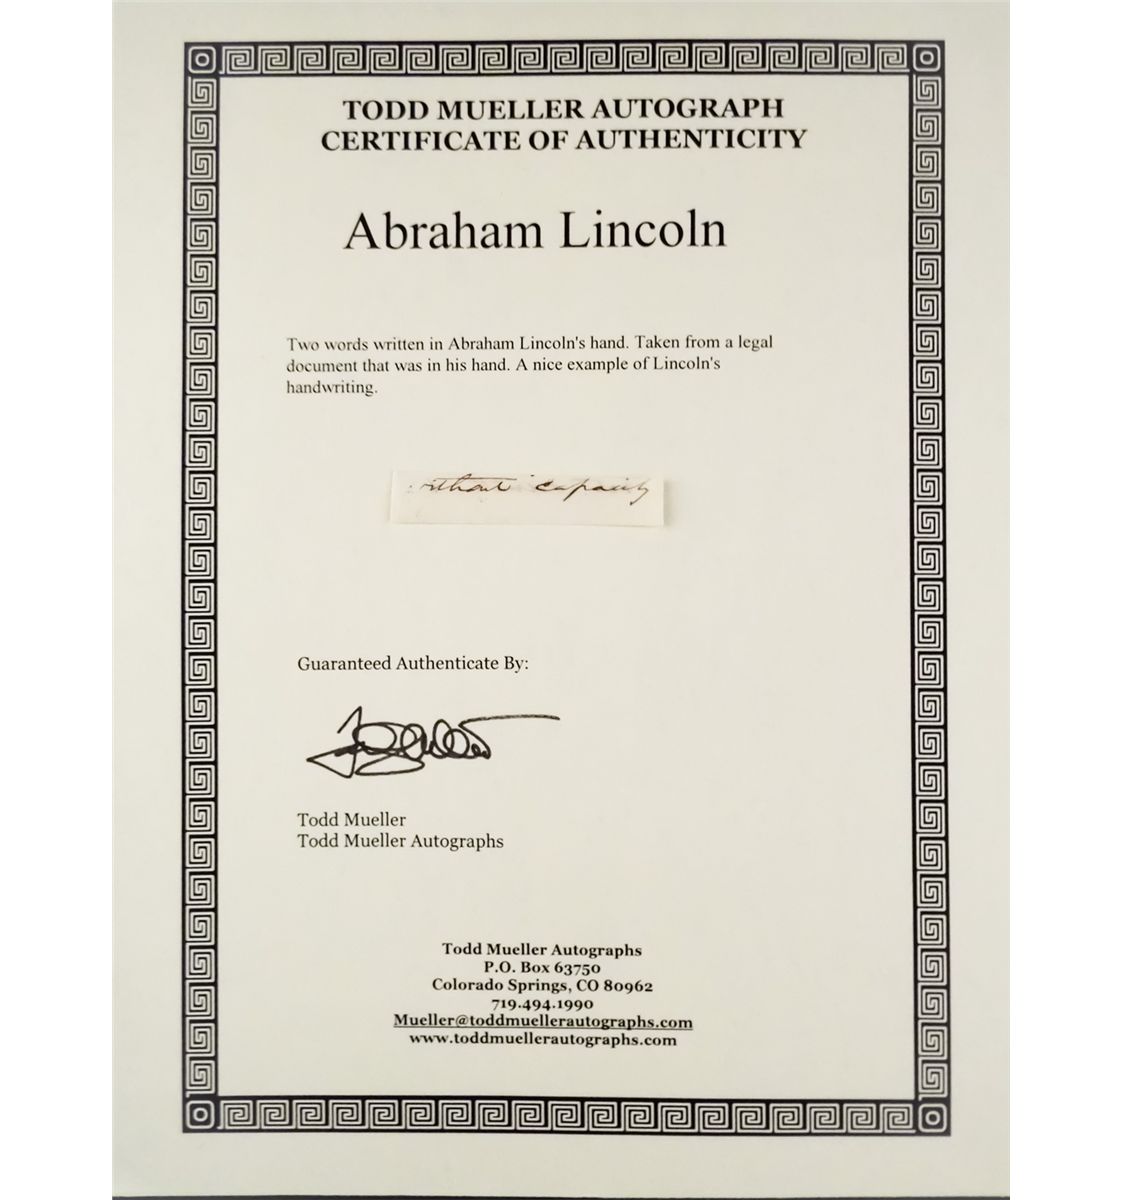 TODD MUELLER AUTOGRAPH
CERTIFICATE OF AUTHENTICITY
Abraham Lincoln
Two words written in Abraham Lincoln's hand. Taken from a legal
document that was in his hand. A nice example of Lincoln's
handwriting.
without capacity
Guaranteed Authenticate By:
Todd Mueller
Todd Mueller Autographs
Todd Mueller Autographs
P.O. Box 63750
Colorado Springs, CO 80962
719.494.1990
Mueller@toddmuellerautographs.com
www.toddmuellerautographs.com